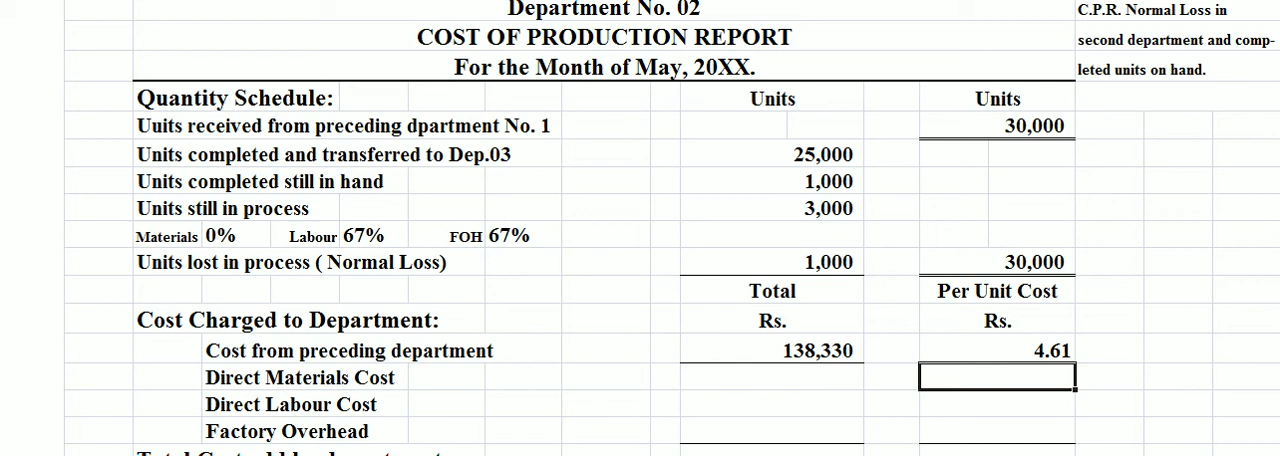 Department No. 02
C.P.R. Normal Loss in
COST OF PRODUCTION REPORT
second department and comp-
For the Month of May, 20XX.
leted units on hand.
Quantity Schedule: Units Units
Units received from preceding dpartment No. 1 30,000
Units completed and transferred to Dep.03 25,000
Units completed still in hand 1,000
Units still in process 3,000
Materials 0% Labour 67% FOH 67%
Units lost in process ( Normal Loss) 1,000 30,000
Total Per Unit Cost
Cost Charged to Department: Rs. Rs.
Cost from preceding department 138,330 4.61
Direct Materials Cost
Direct Labour Cost
Factory Overhead